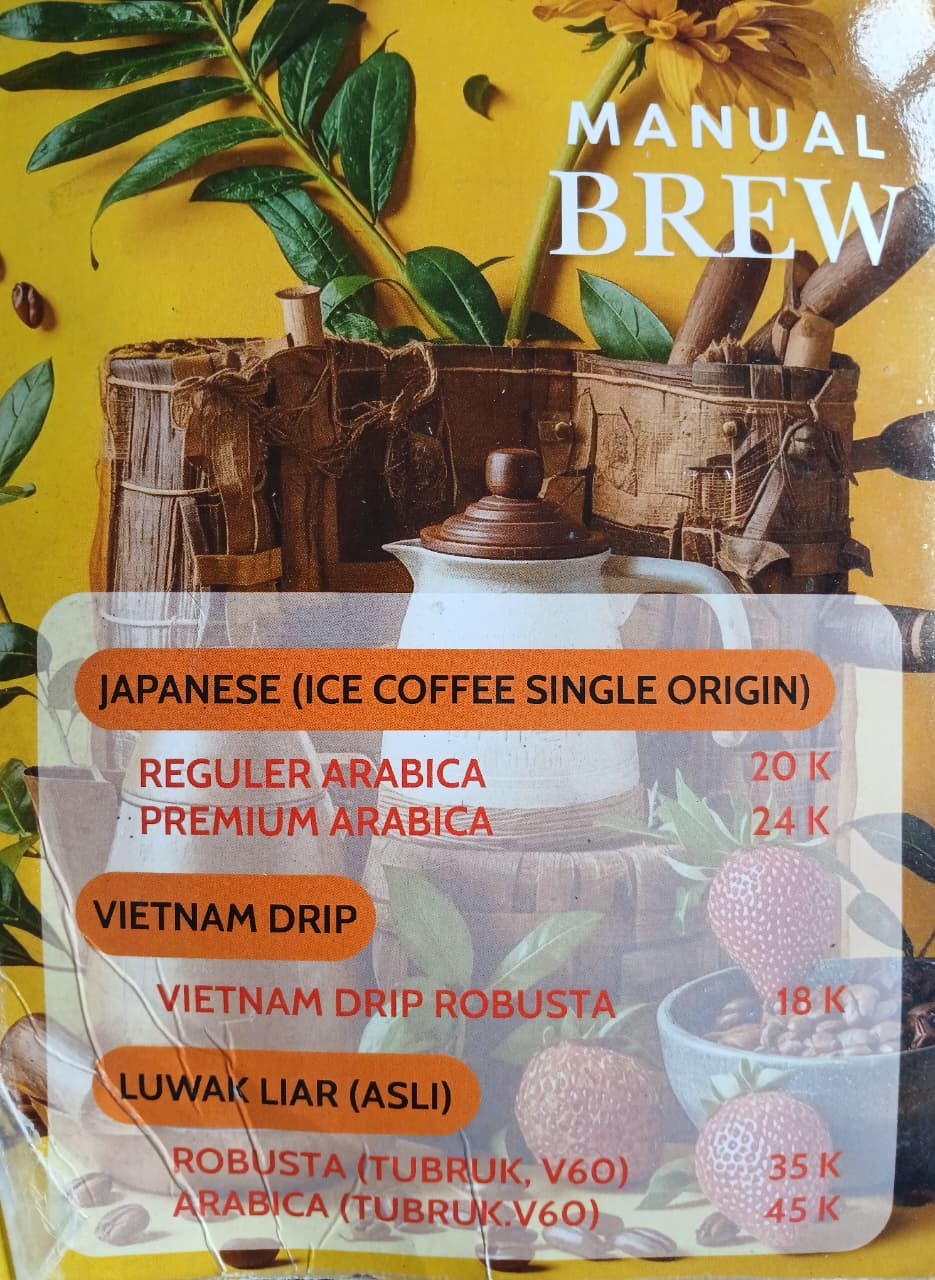 MANUAL
BREW
JAPANESE (ICE COFFEE SINGLE ORIGIN)
REGULER ARABICA 20 K
PREMIUM ARABICA 24 K
VIETNAM DRIP
VIETNAM DRIP ROBUSTA 18 K
LUWAK LIAR (ASLI)
ROBUSTA (TUBRUK, V60) 35 K
ARABICA (TUBRUK.V60) 45 K